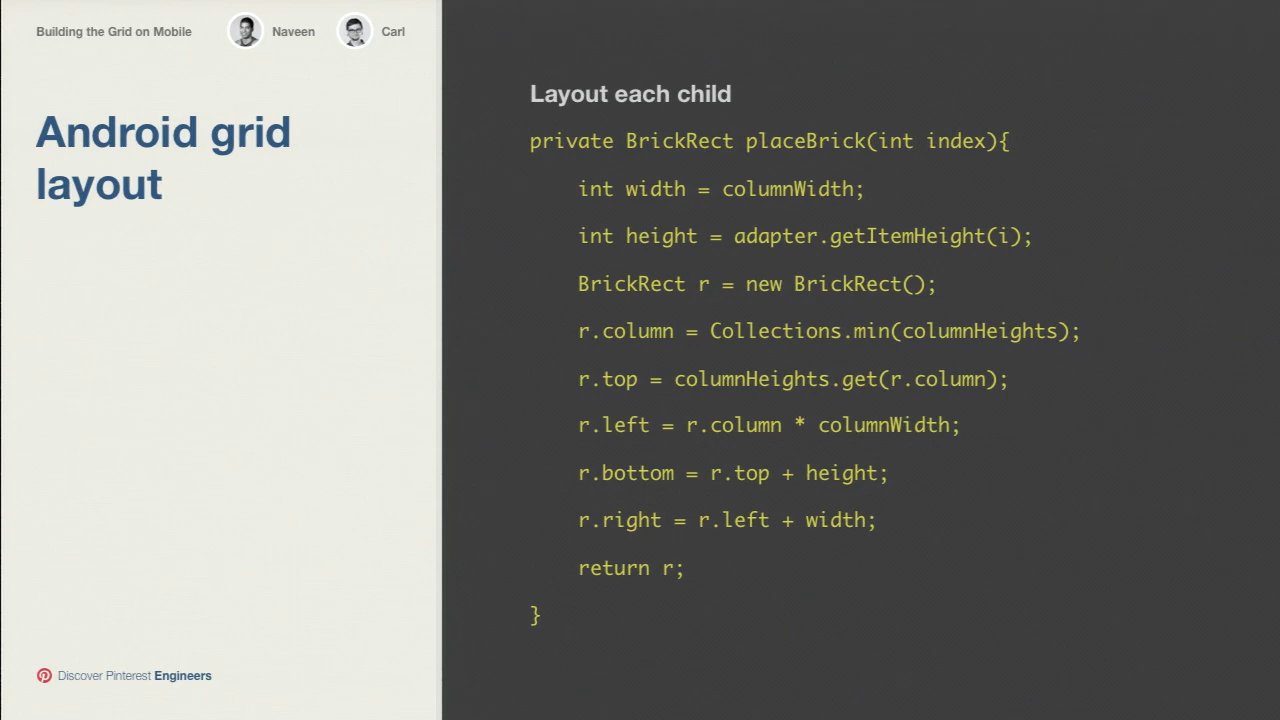 Building the Grid on Mobile Naveen Carl
Android grid
layout
Discover Pinterest Engineers
Layout each child
private BrickRect placeBrick(int index){
int width = columnWidth;
int height = adapter.getItemHeight(i);
BrickRect r = new BrickRect();
r.column = Collections.min(columnHeights);
r.top = columnHeights.get(r.column);
r.left = r.column * columnWidth;
r.bottom = r.top + height;
r.right = r.left + width;
return r;
}